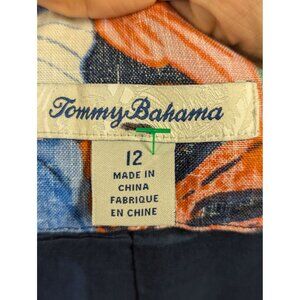 Tommy Bahama
12
MADE IN
CHINA
FABRIQUE
EN CHINE